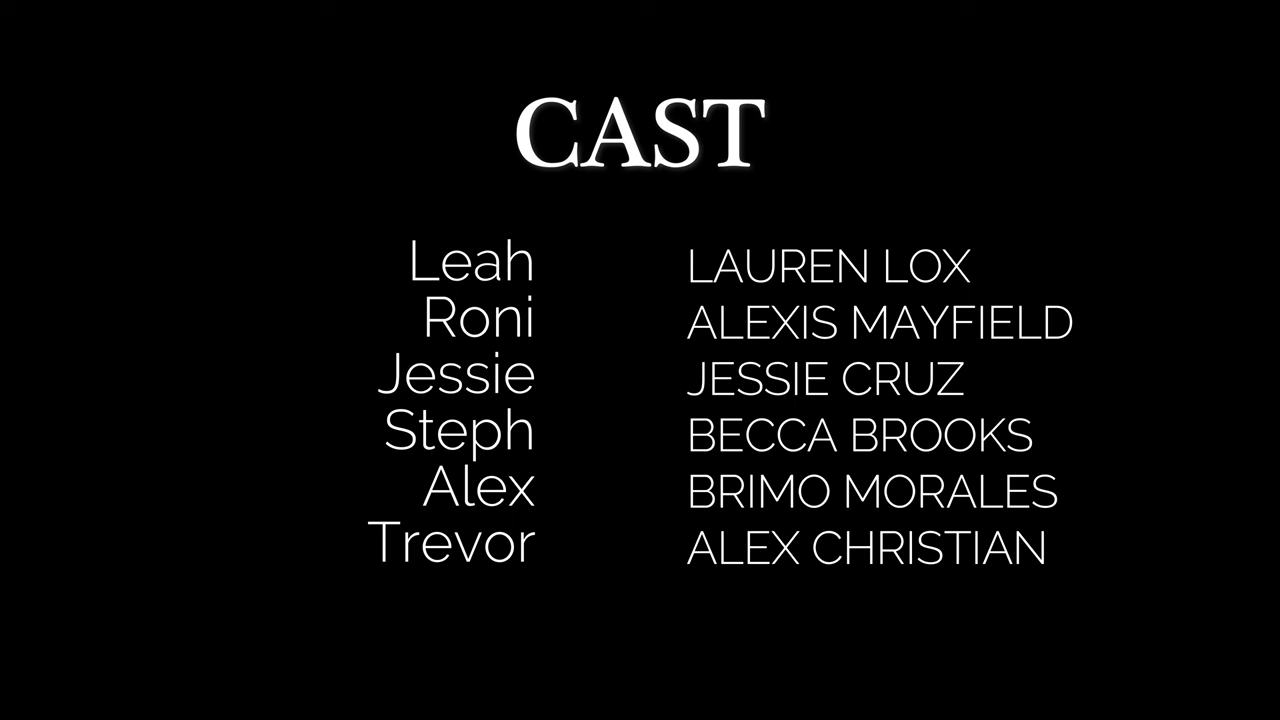 CAST
Leah LAUREN LOX
Roni ALEXIS MAYFIELD
Jessie JESSIE CRUZ
Steph BECCA BROOKS
Alex BRIMO MORALES
Trevor ALEX CHRISTIAN